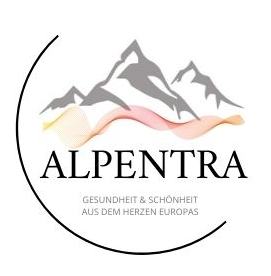 ALPENTRA
GESUNDHEIT & SCHÖNHEIT
AUS DEM HERZEN EUROPAS